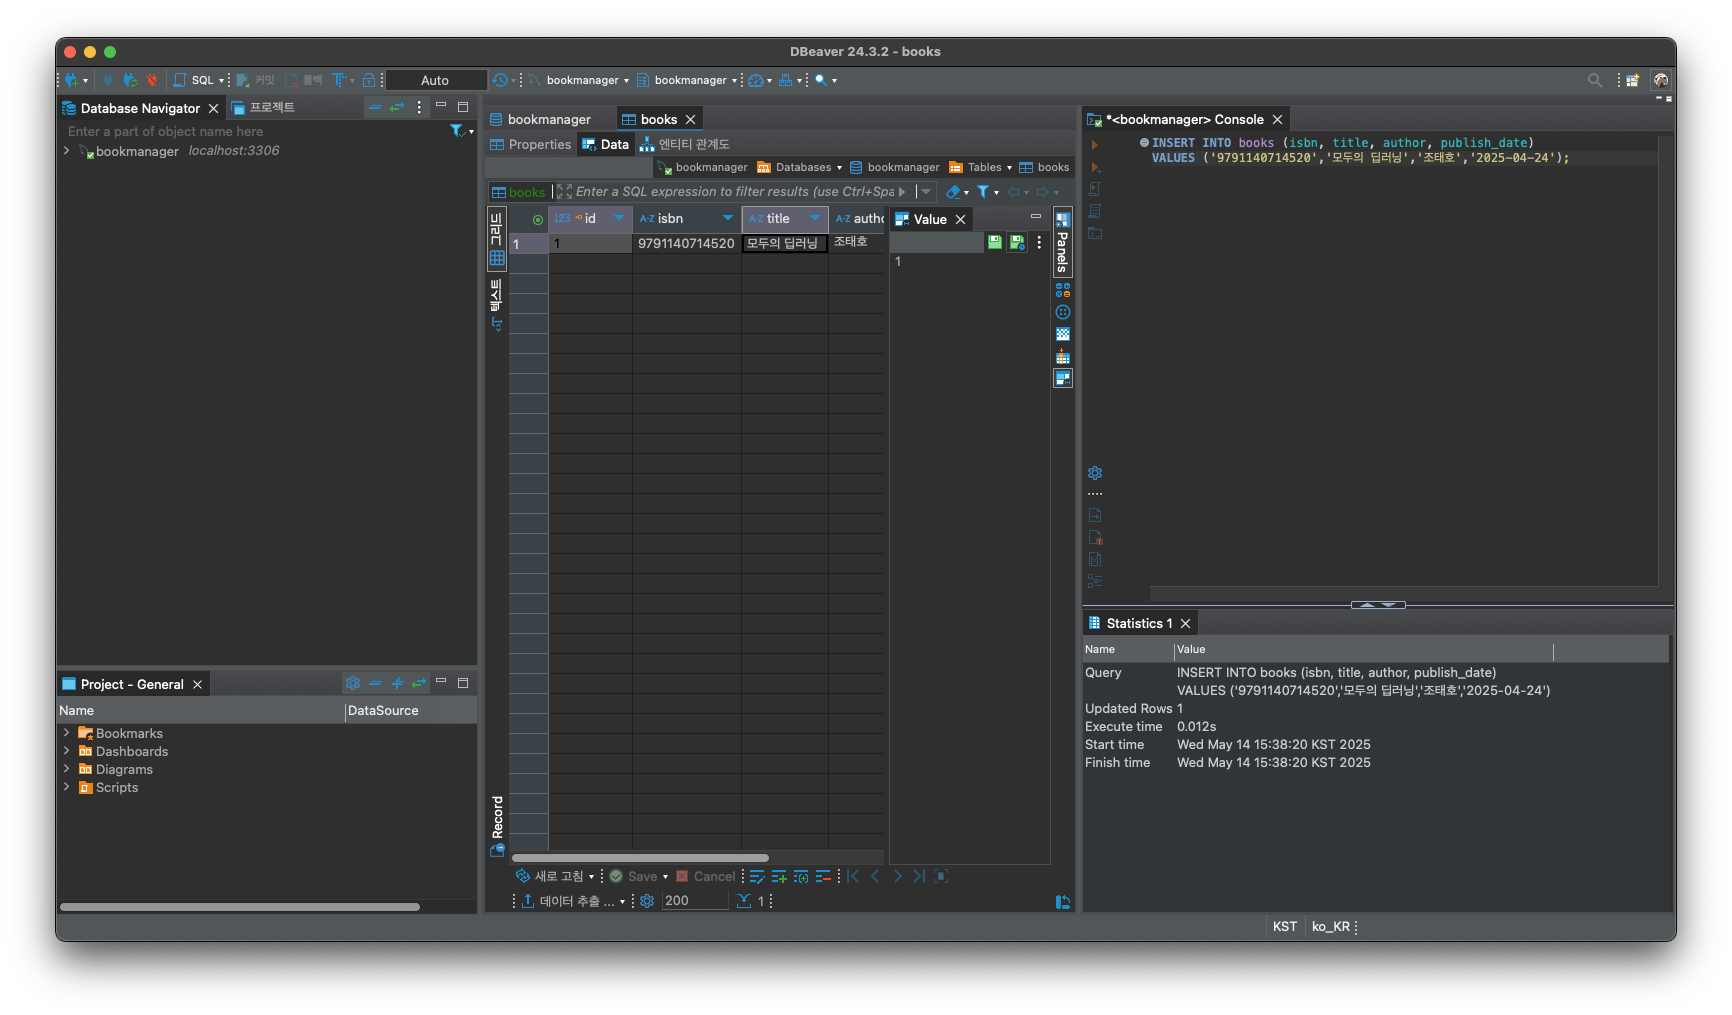 DBeaver 24.3.2 - books
SQL
커밋
롤백
Auto
bookmanager
bookmanager
Database Navigator
프로젝트
Enter a part of object name here
bookmanager localhost:3306
Project - General
Name DataSource
Bookmarks
Dashboards
Diagrams
Scripts
bookmanager
books
Properties
Data
엔티티 관계도
bookmanager
Databases
bookmanager
Tables
books
books
Enter a SQL expression to filter results (use Ctrl+Spa
그리드
텍스트
Record
123 id
A-Z isbn
A-Z title
A-Z autho
1 1 9791140714520 모두의 딥러닝 조태호
Value
1
Panels
새로 고침
Save
Cancel
데이터 추출 ...
200
1
*<bookmanager> Console
INSERT INTO books (isbn, title, author, publish_date)
VALUES ('9791140714520','모두의 딥러닝','조태호','2025-04-24');
Statistics 1
Name Value
Query INSERT INTO books (isbn, title, author, publish_date)
VALUES ('9791140714520','모두의 딥러닝','조태호','2025-04-24')
Updated Rows 1
Execute time 0.012s
Start time Wed May 14 15:38:20 KST 2025
Finish time Wed May 14 15:38:20 KST 2025
KST
ko_KR